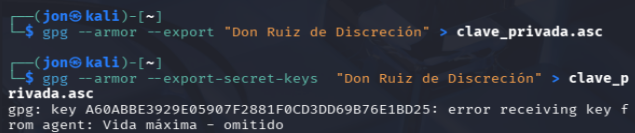 ┌──(jon㉿kali)-[~]
└─$ gpg --armor --export "Don Ruiz de Discreción" > clave_privada.asc
┌──(jon㉿kali)-[~]
└─$ gpg --armor --export-secret-keys  "Don Ruiz de Discreción" > clave_p
rivada.asc
gpg: key A60ABBE3929E05907F2881F0CD3DD69B76E1BD25: error receiving key f
rom agent: Vida máxima - omitido